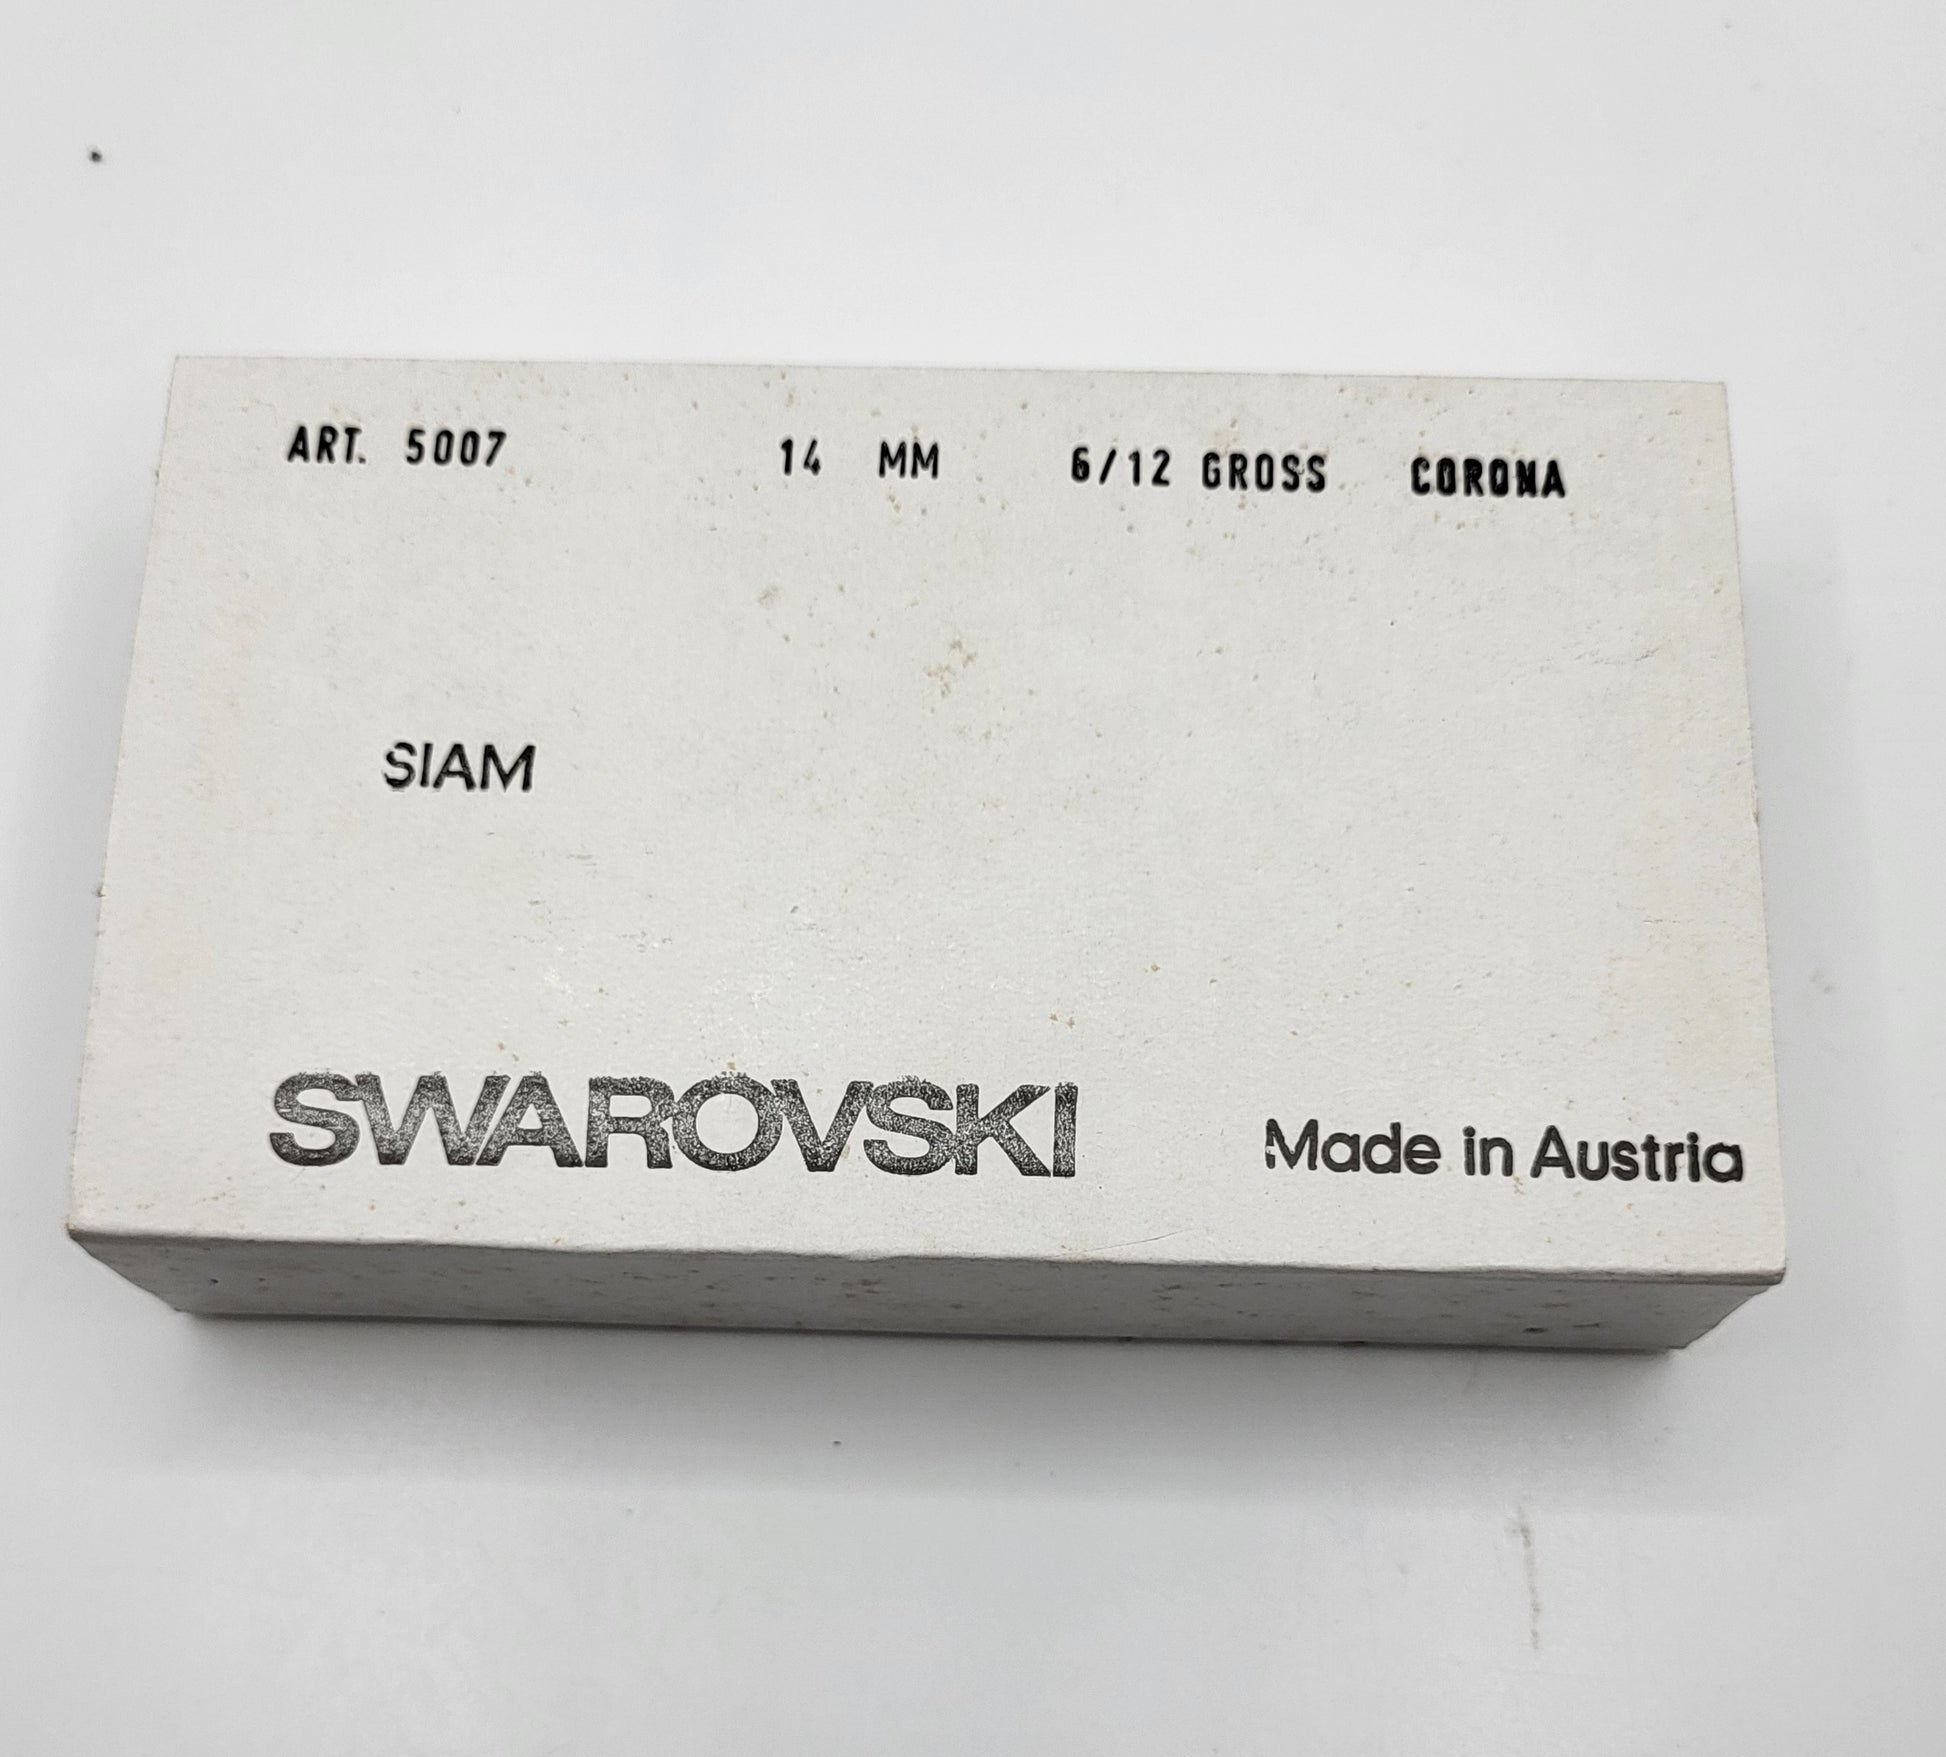 ART. 5007 14 MM 6/12 GROSS CORONA
SIAM
SWAROVSKI Made in Austria